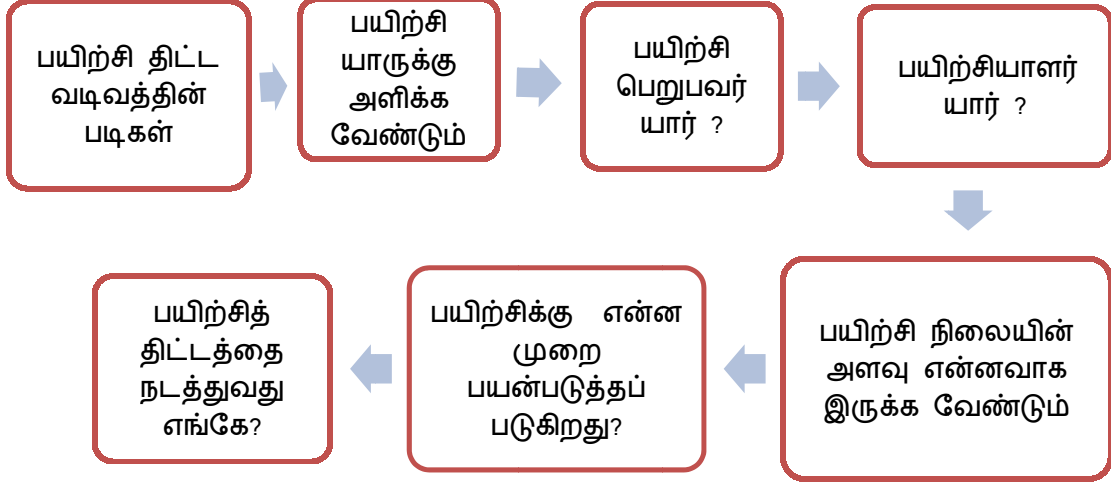 பயிற்சி திட்ட
வடிவத்தின்
படிகள்
பயிற்சி
யாருக்கு
அளிக்க
வேண்டும்
பயிற்சி
பெறுபவர்
யார் ?
பயிற்சியாளர்
யார் ?
பயிற்சி நிலையின்
அளவு என்னவாக
இருக்க வேண்டும்
பயிற்சிக்கு என்ன
முறை
பயன்படுத்தப்
படுகிறது?
பயிற்சித்
திட்டத்தை
நடத்துவது
எங்கே?